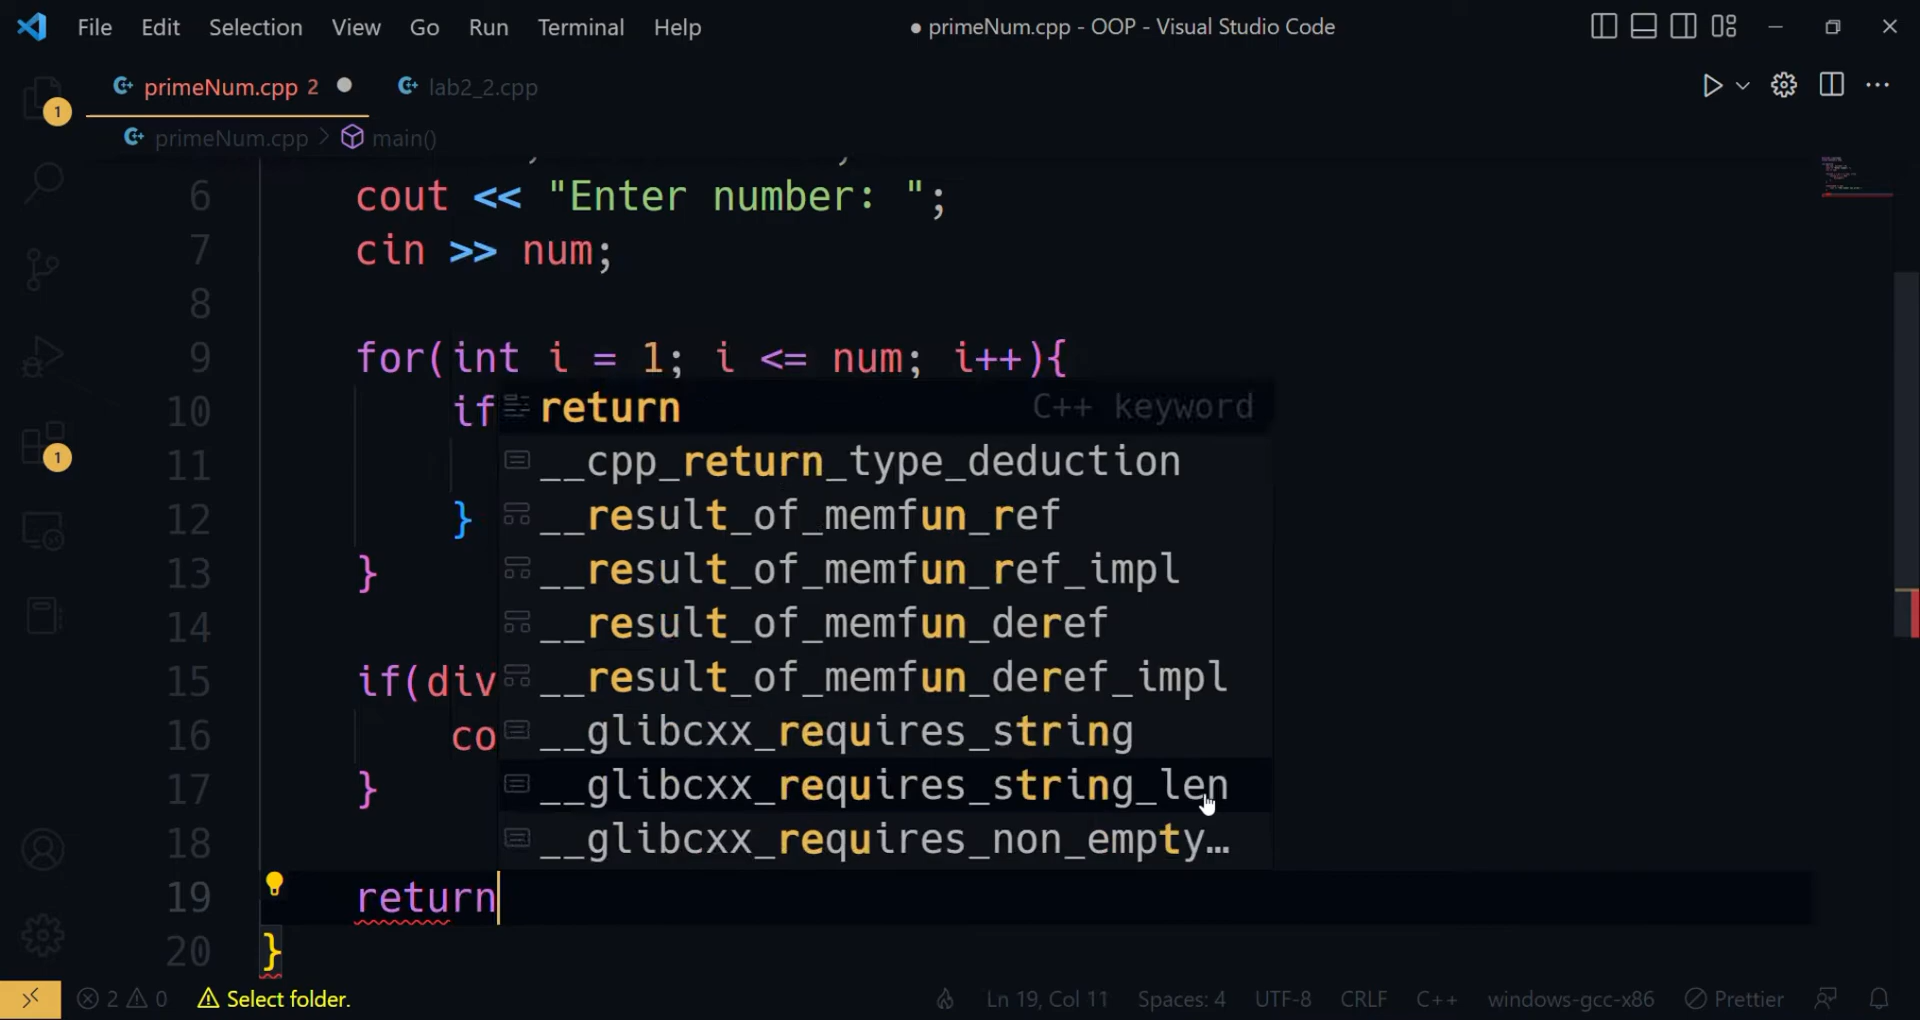 File Edit Selection View Go Run Terminal Help ● primeNum.cpp - OOP - Visual Studio Code
primeNum.cpp 2 ● lab2_2.cpp
primeNum.cpp > main()
6 cout << "Enter number: ";
7 cin >> num;
8
9 for(int i = 1; i <= num; i++){
10 if return C++ keyword
11 __cpp_return_type_deduction
12 } __result_of_memfun_ref
13 } __result_of_memfun_ref_impl
14 __result_of_memfun_deref
15 if(div __result_of_memfun_deref_impl
16 co __glibcxx_requires_string
17 } __glibcxx_requires_string_len
18 __glibcxx_requires_non_empty…
19 return
20 }
1
1
2 0 Select folder. Ln 19, Col 11 Spaces: 4 UTF-8 CRLF C++ windows-gcc-x86 Prettier